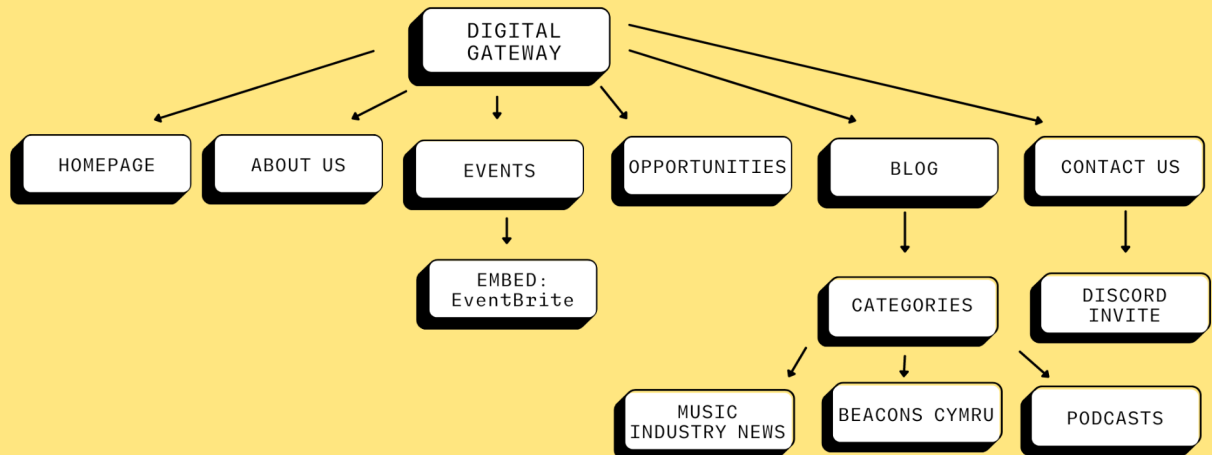 DIGITAL
GATEWAY
HOMEPAGE
ABOUT US
EVENTS
OPPORTUNITIES
BLOG
CONTACT US
EMBED:
EventBrite
CATEGORIES
DISCORD
INVITE
MUSIC
INDUSTRY NEWS
BEACONS CYMRU
PODCASTS